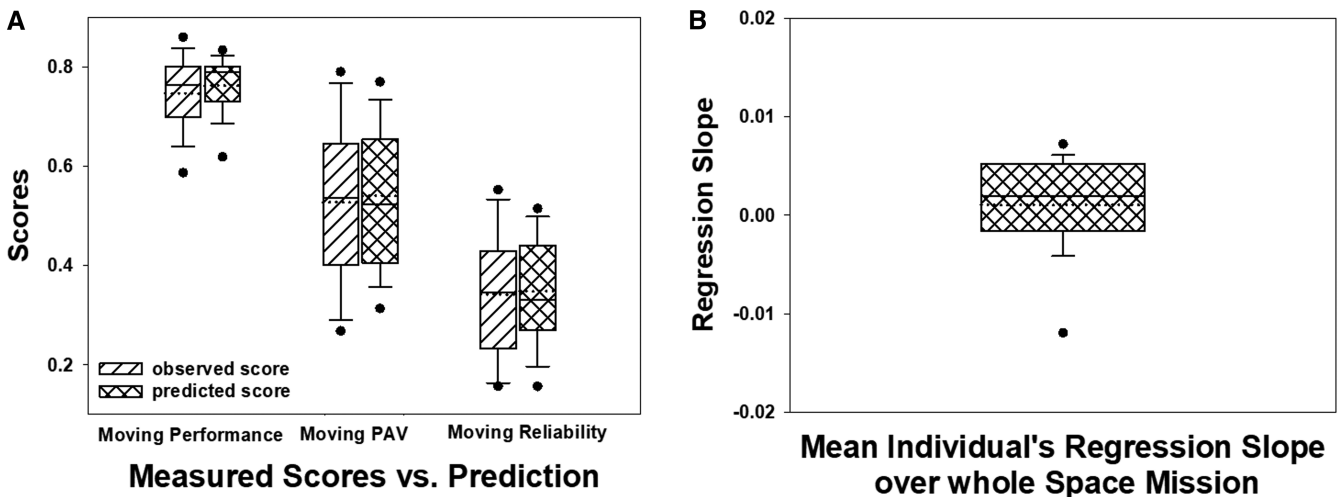 A
Scores
0.8
0.6
0.4
0.2
observed score
predicted score
Moving Performance
Moving PAV
Moving Reliability
Measured Scores vs. Prediction
B
Regression Slope
0.02
0.01
0.00
-0.01
-0.02
Mean Individual's Regression Slope
over whole Space Mission